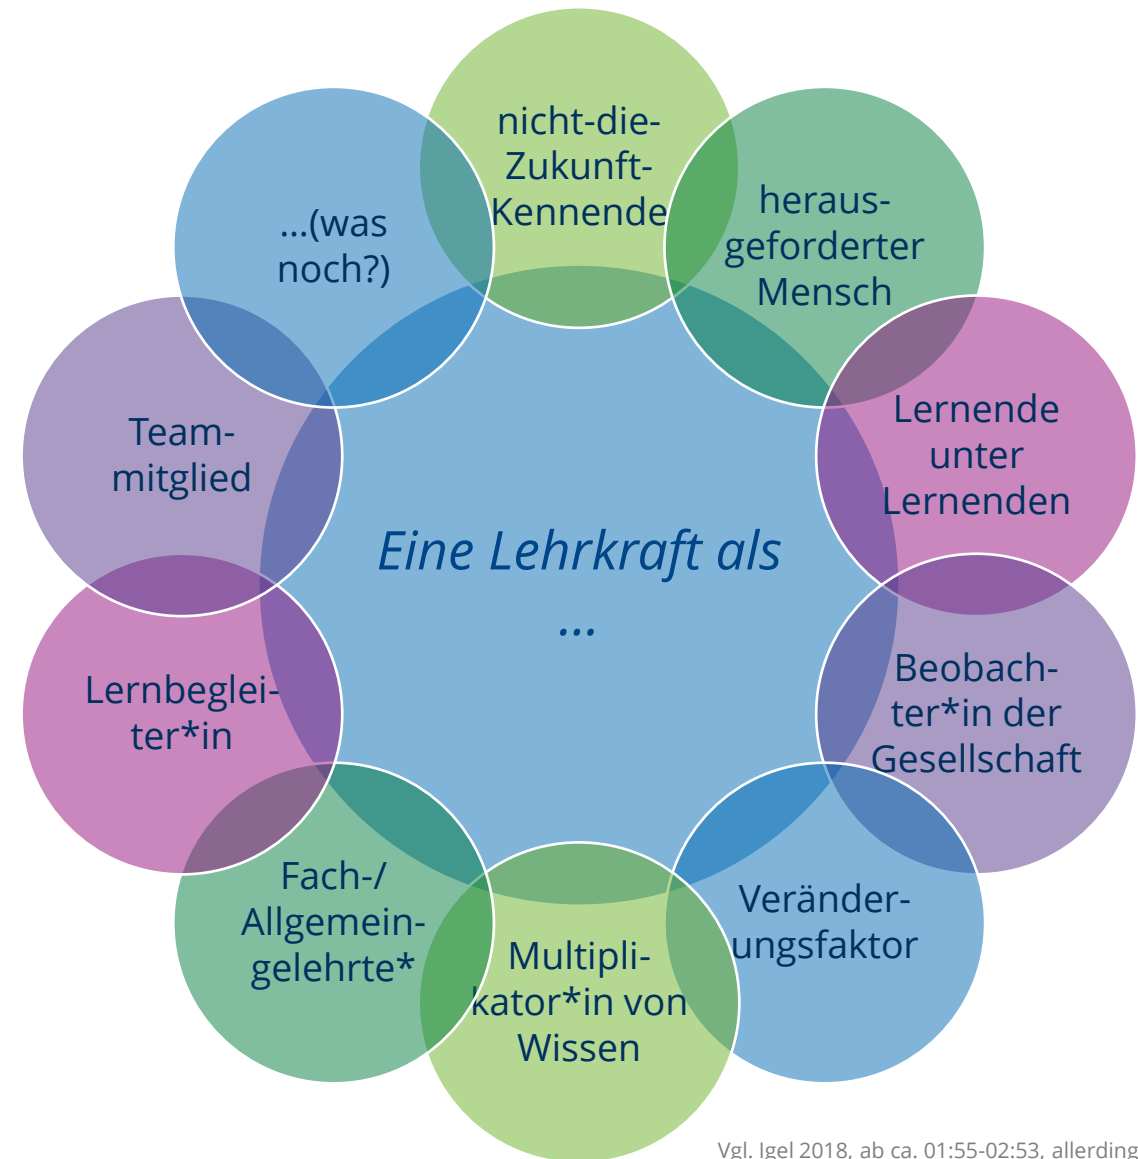 nicht-die-
Zukunft-
Kennende
heraus-
geforderter
Mensch
Lernende
unter
Lernenden
Beobach-
ter*in der
Gesellschaft
Veränder-
ungsfaktor
Multipli-
kator*in von
Wissen
Fach-/
Allgemein-
gelehrte*
Lernbeglei-
ter*in
Team-
mitglied
...(was
noch?)
Eine Lehrkraft als
...
Vgl. Igel 2018, ab ca. 01:55-02:53, allerding